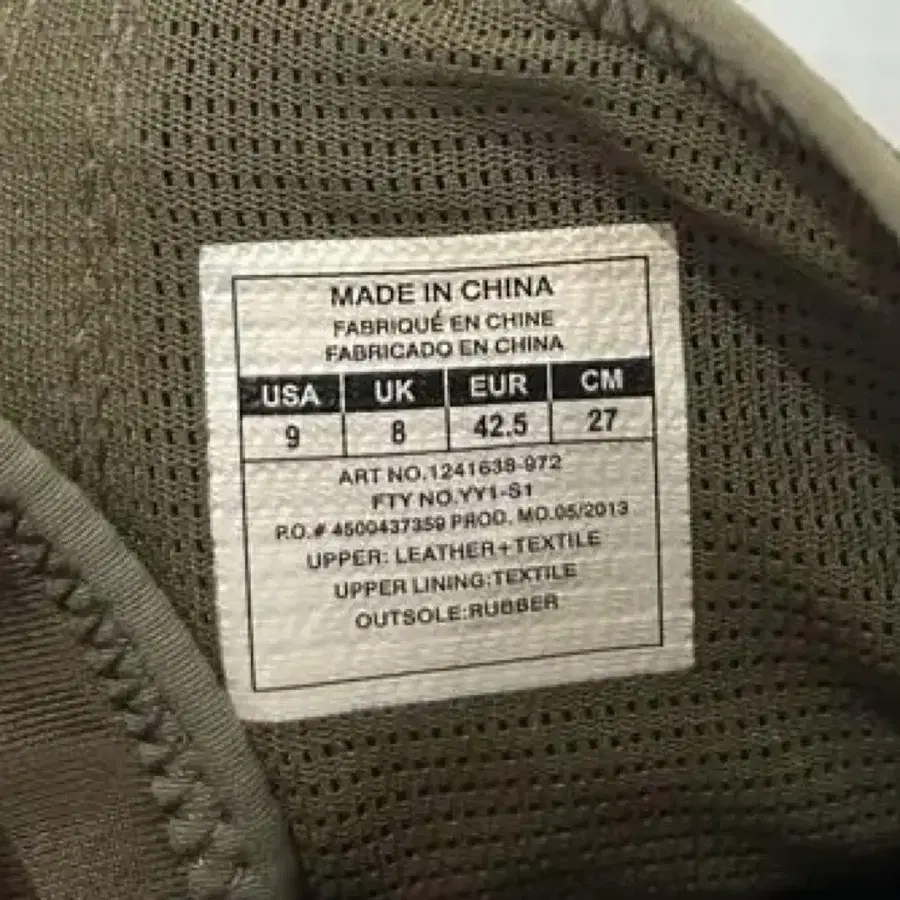 MADE IN CHINA
FABRIQUÉ EN CHINE
FABRICADO EN CHINA
USA UK EUR CM
9 8 42.5 27
ART NO.1241638-972
FTY NO.YY1-S1
P.O.# 4500437359 PROD. MO.05/2013
UPPER: LEATHER+TEXTILE
UPPER LINING:TEXTILE
OUTSOLE:RUBBER